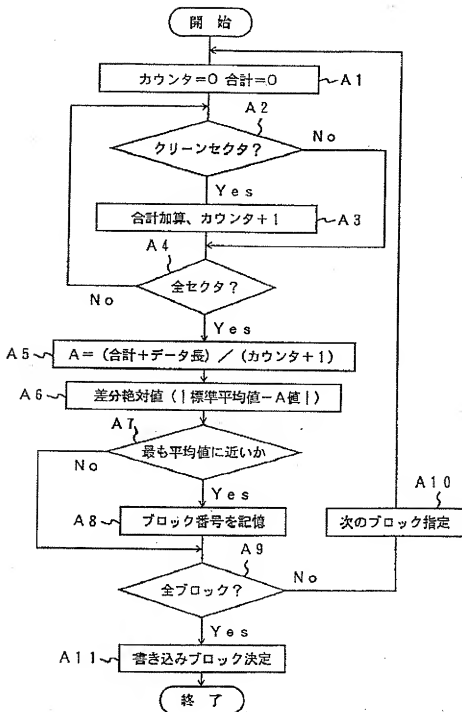 開 始
カウンタ=0 合計=0
A1
A2
クリーンセクタ?
No
Yes
合計加算、カウンタ+1
A3
A4
全セクタ?
No
Yes
A5
A=(合計+データ長)/(カウンタ+1)
A6
差分絶対値(|標準平均値-A値|)
A7
最も平均値に近いか
No
Yes
A8
ブロック番号を記憶
A10
次のブロック指定
A9
全ブロック?
No
Yes
A11
書き込みブロック決定
終 了